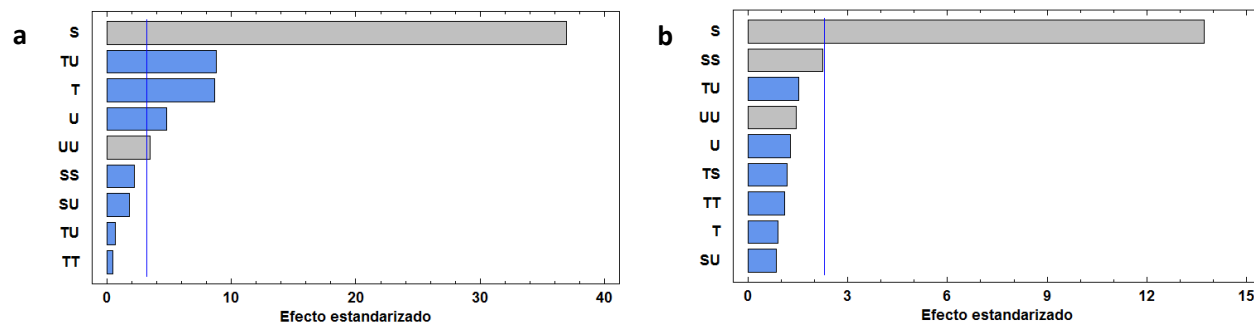 a
S
TU
T
U
UU
SS
SU
TU
TT
0 10 20 30 40
Efecto estandarizado
b
S
SS
TU
UU
U
TS
TT
T
SU
0 3 6 9 12 15
Efecto estandarizado